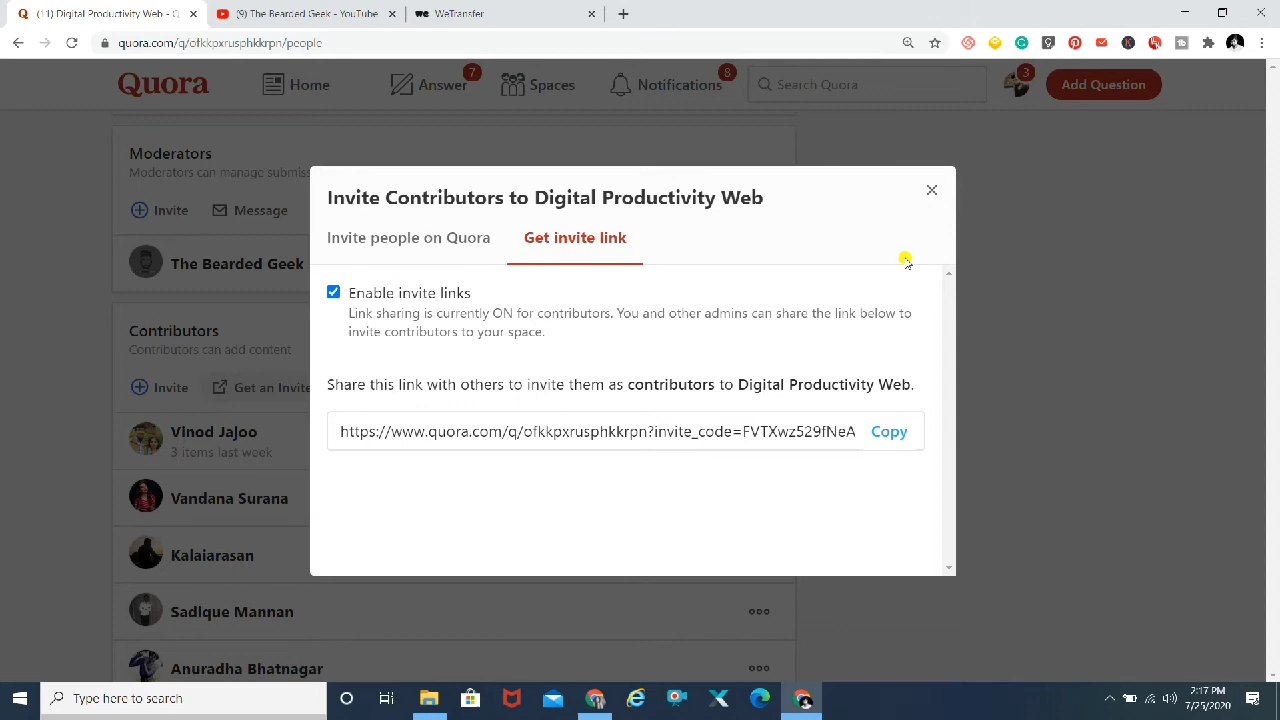 (11) Digital Productivity Web - Q
(9) The Bearded Geek - YouTube
WeTransfer
quora.com/q/ofkkpxrusphkkrpn/people
Quora
Home
Answer
7
Spaces
Notifications
8
Search Quora
3
Add Question
Moderators
Moderators can manage submiss
Invite
Message
The Bearded Geek
Contributors
Contributors can add content
Invite
Get an Invite
Vinod Jajoo
3 items last week
Vandana Surana
Kalaiarasan
Sadique Mannan
Anuradha Bhatnagar
Invite Contributors to Digital Productivity Web
Invite people on Quora
Get invite link
Enable invite links
Link sharing is currently ON for contributors. You and other admins can share the link below to
invite contributors to your space.
Share this link with others to invite them as contributors to Digital Productivity Web.
https://www.quora.com/q/ofkkpxrusphkkrpn?invite_code=FVTXwz529fNeA
Copy
Type here to search
2:17 PM
7/25/2020